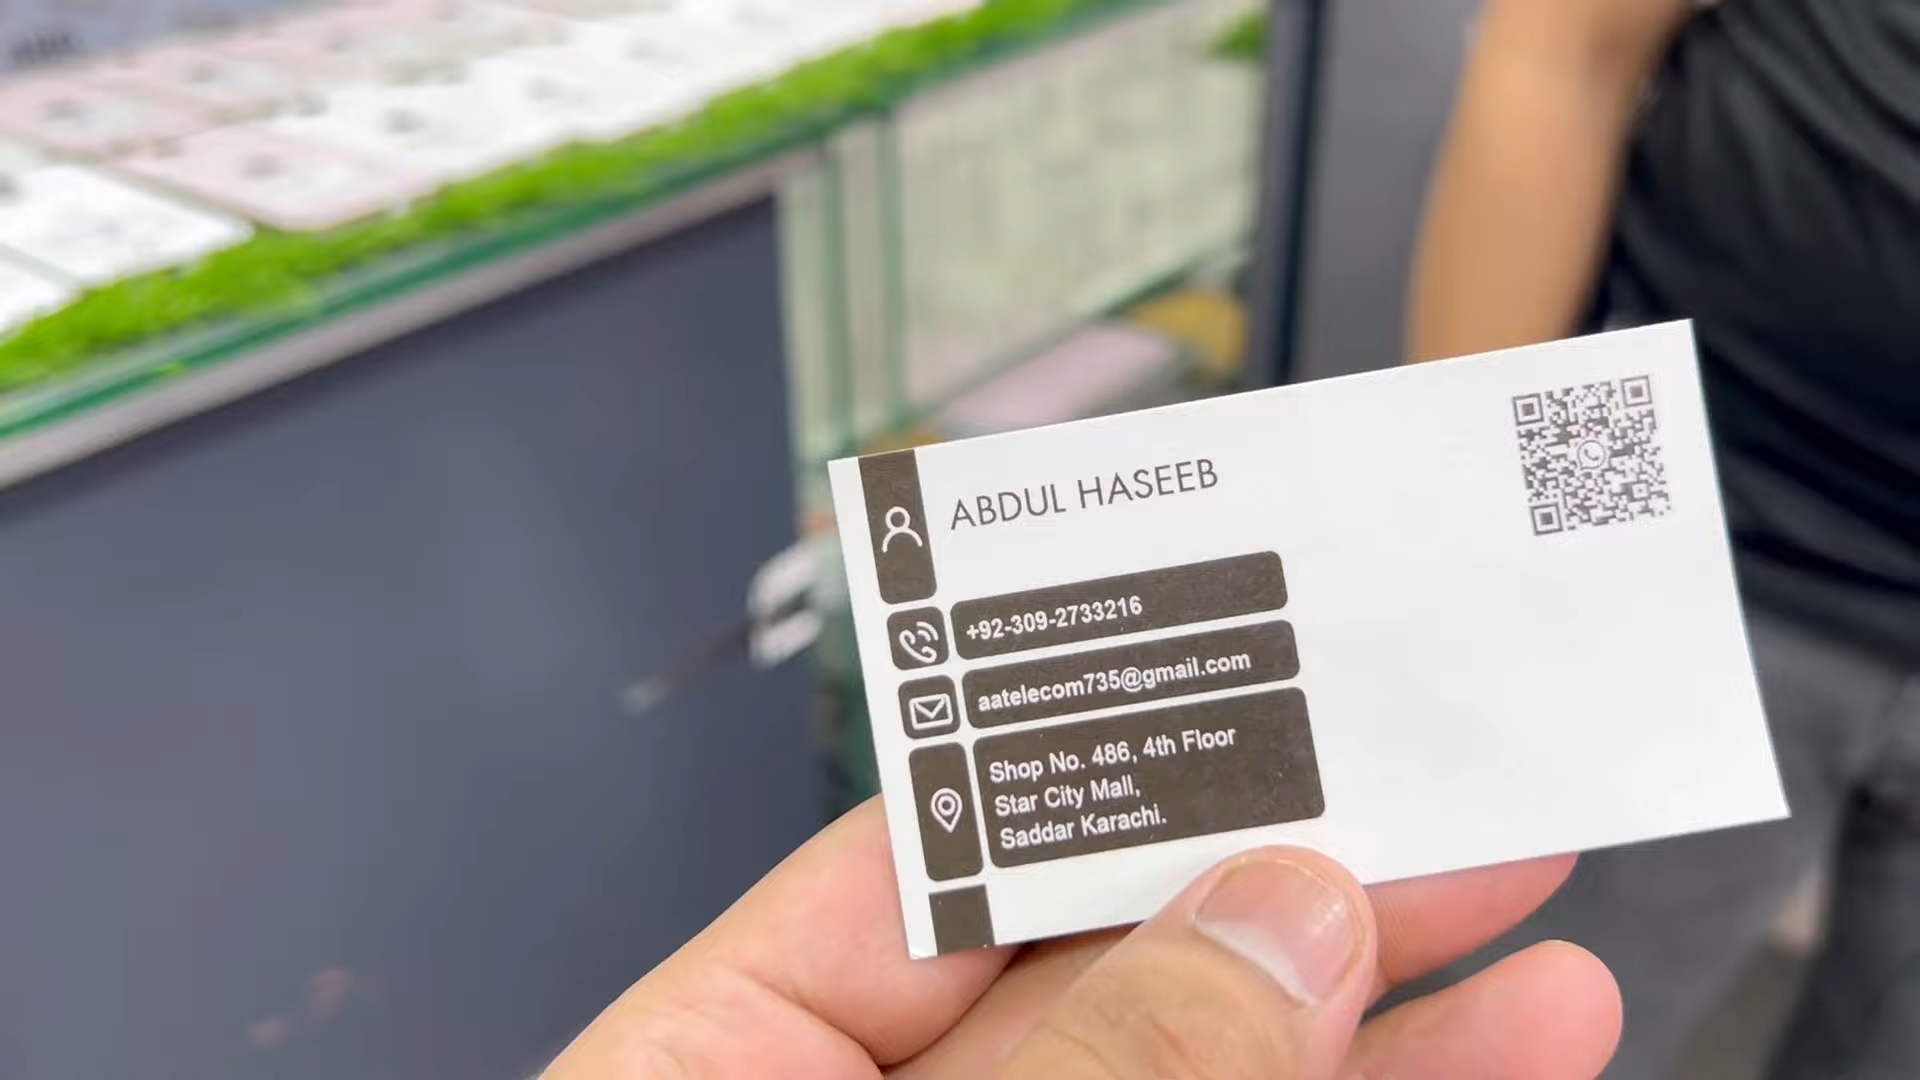 ABDUL HASEEB
+92-309-2733216
aatelecom735@gmail.com
Shop No. 486, 4th Floor
Star City Mall,
Saddar Karachi.